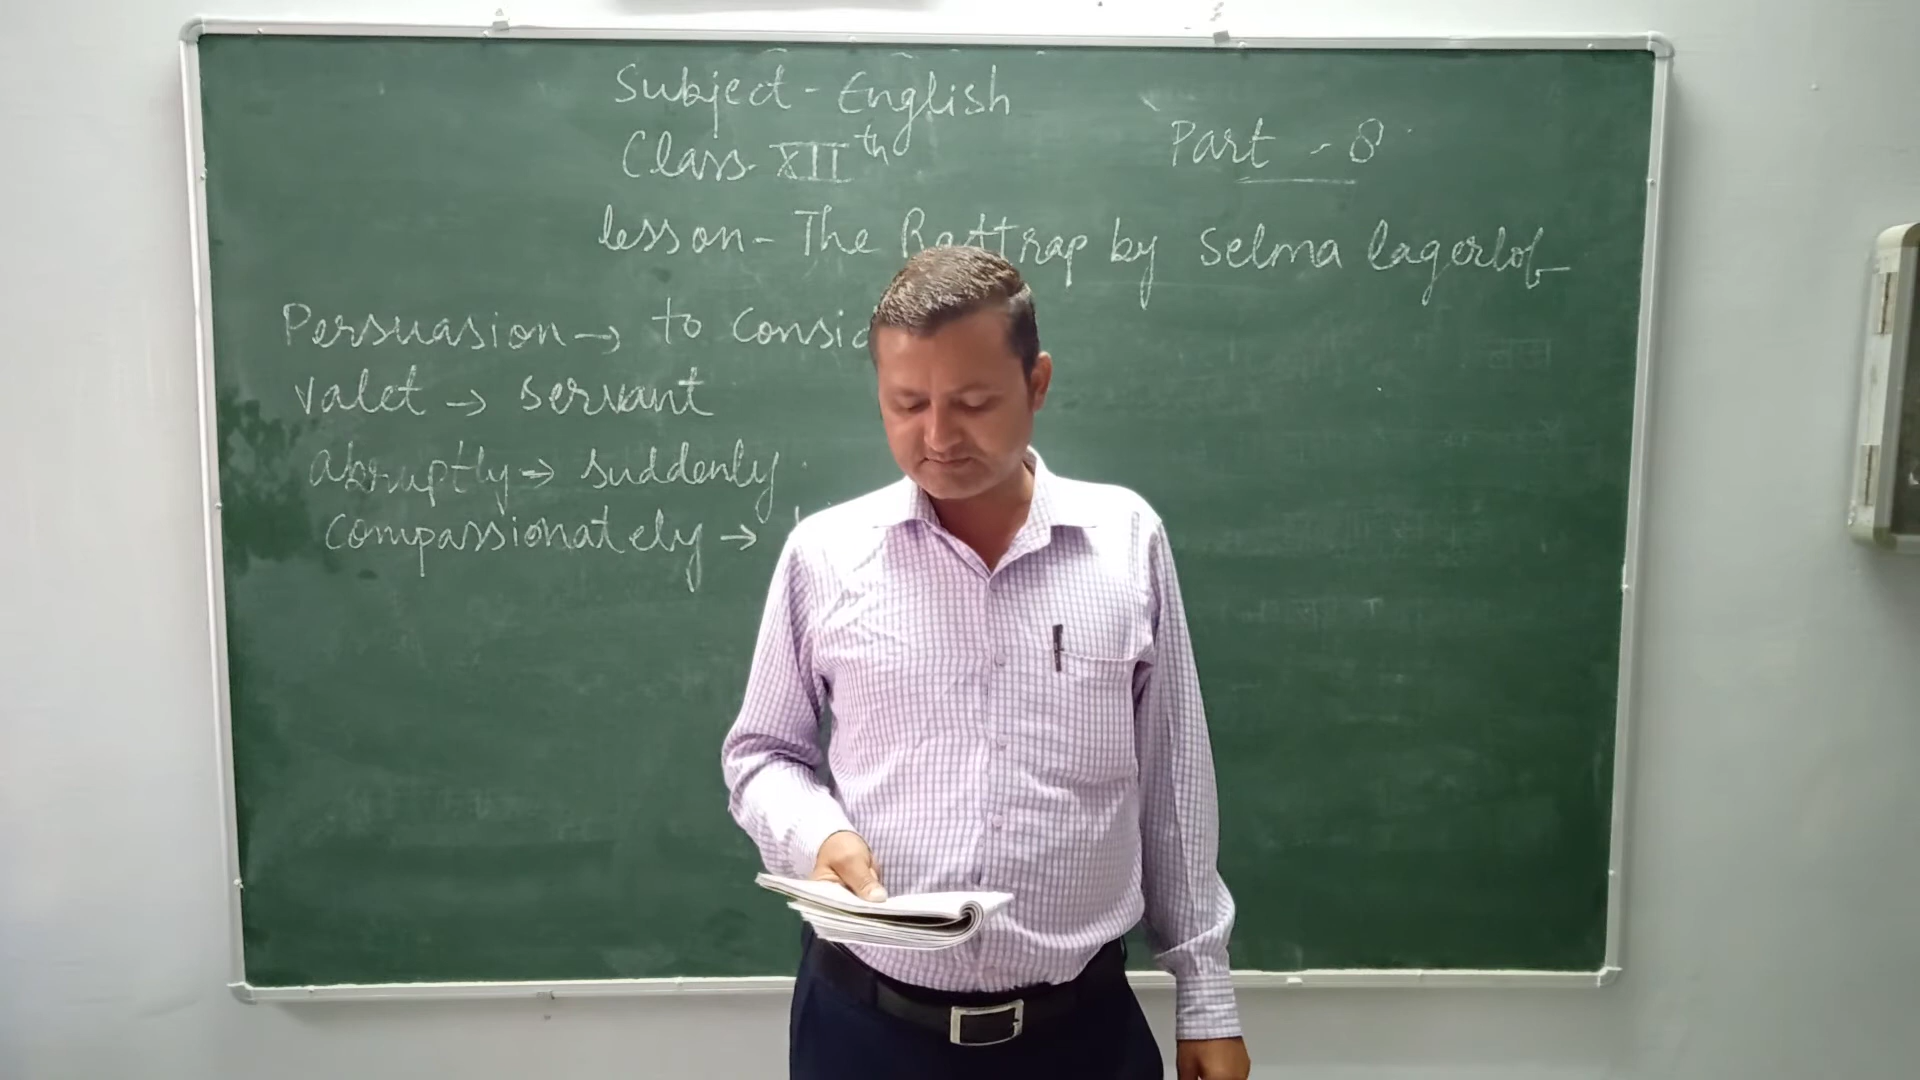 Subject - English
Class XIIth
Part - 8
lesson - The Rattrap by Selma lagerlof
Persuasion → to
valet → servant
abruptly → suddenly
compassionately →